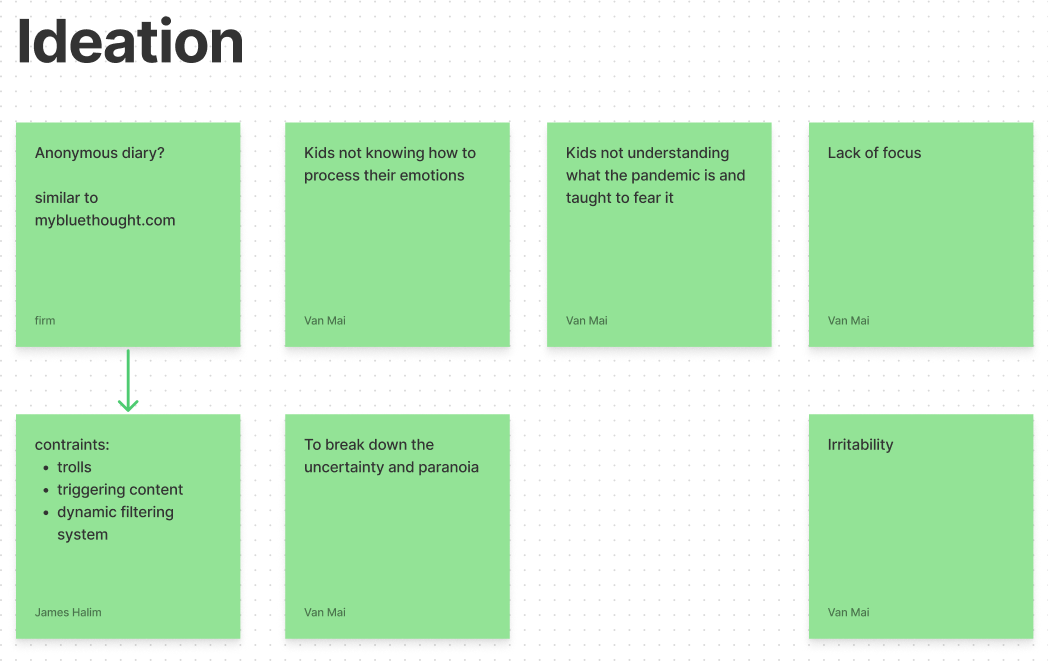 Ideation
Anonymous diary?
similar to
mybluethought.com
firm
Kids not knowing how to
process their emotions
Van Mai
Kids not understanding
what the pandemic is and
taught to fear it
Van Mai
Lack of focus
Van Mai
contraints:
• trolls
• triggering content
• dynamic filtering
system
James Halim
To break down the
uncertainty and paranoia
Van Mai
Irritability
Van Mai